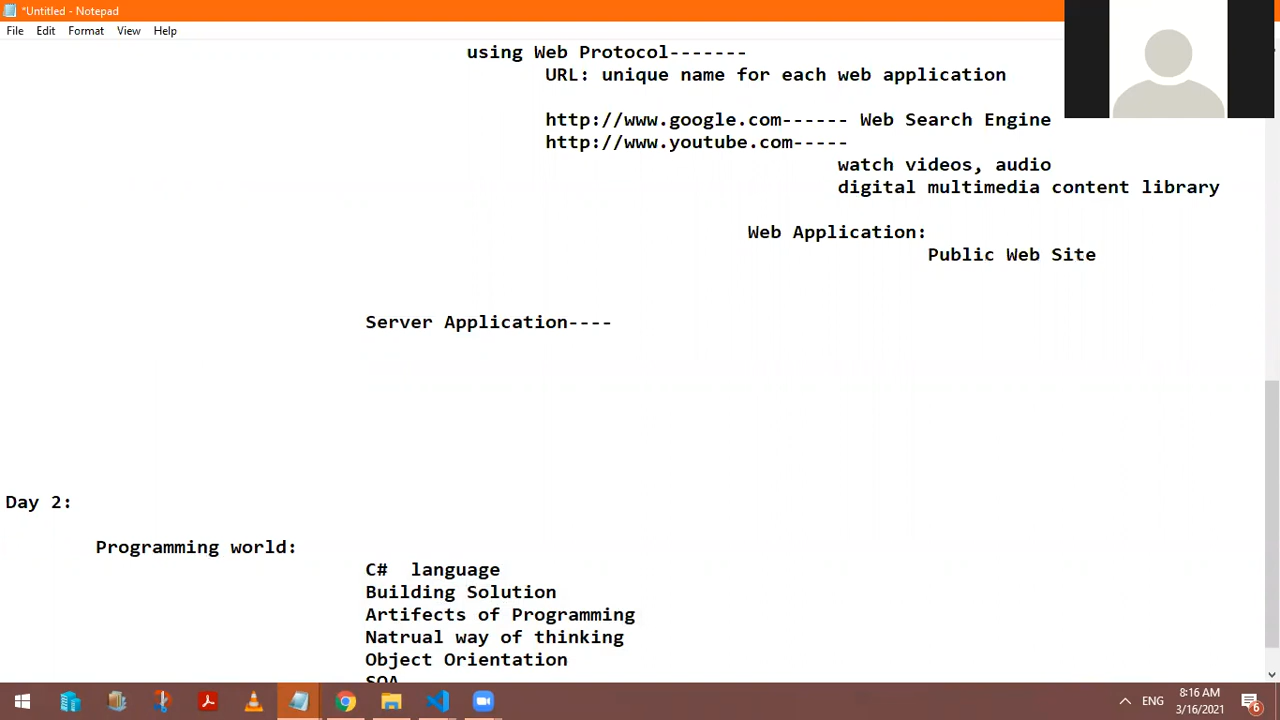 *Untitled - Notepad
File Edit Format View Help
using Web Protocol-------
URL: unique name for each web application
http://www.google.com------ Web Search Engine
http://www.youtube.com-----
watch videos, audio
digital multimedia content library
Web Application:
Public Web Site
Server Application----
Day 2:
Programming world:
C#  language
Building Solution
Artifects of Programming
Natrual way of thinking
Object Orientation
SOA
ENG
8:16 AM
3/16/2021
6